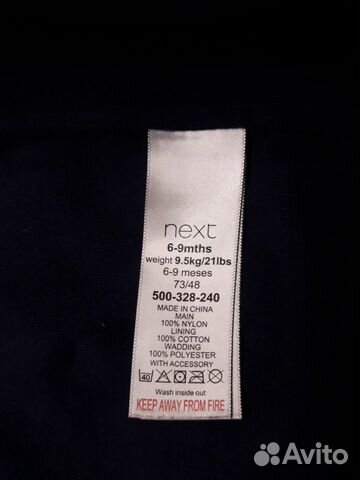 next
6-9mths
weight 9.5kg/21lbs
6-9 meses
73/48
500-328-240
MADE IN CHINA
MAIN
100% NYLON
LINING
100% COTTON
WADDING
100% POLYESTER
WITH ACCESSORY
40
Wash inside out
KEEP AWAY FROM FIRE
Avito